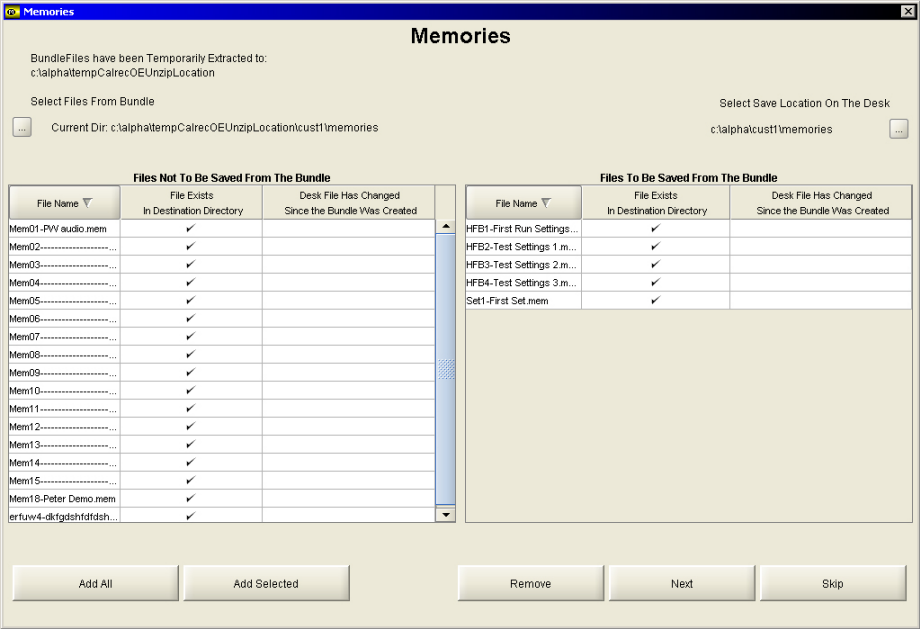 Memories
Memories
BundleFiles have been Temporarily Extracted to:
c:\alpha\tempCalrecOEUnzipLocation
Select Files From Bundle
Select Save Location On The Desk
... Current Dir: c:\alpha\tempCalrecOEUnzipLocation\cust1\memories
c:\alpha\cust1\memories ...
Files Not To Be Saved From The Bundle
File Name
File Exists
In Destination Directory
Desk File Has Changed
Since the Bundle Was Created
Mem01-PW audio.mem
Mem02-------------------...
Mem03-------------------...
Mem04-------------------...
Mem05-------------------...
Mem06-------------------...
Mem07-------------------...
Mem08-------------------...
Mem09-------------------...
Mem10-------------------...
Mem11-------------------...
Mem12-------------------...
Mem13-------------------...
Mem14-------------------...
Mem15-------------------...
Mem18-Peter Demo.mem
erfuw4-dkfgdshfdfdsh...
Files To Be Saved From The Bundle
File Name
File Exists
In Destination Directory
Desk File Has Changed
Since the Bundle Was Created
HFB1-First Run Settings...
HFB2-Test Settings 1.m...
HFB3-Test Settings 2.m...
HFB4-Test Settings 3.m...
Set1-First Set.mem
Add All
Add Selected
Remove
Next
Skip